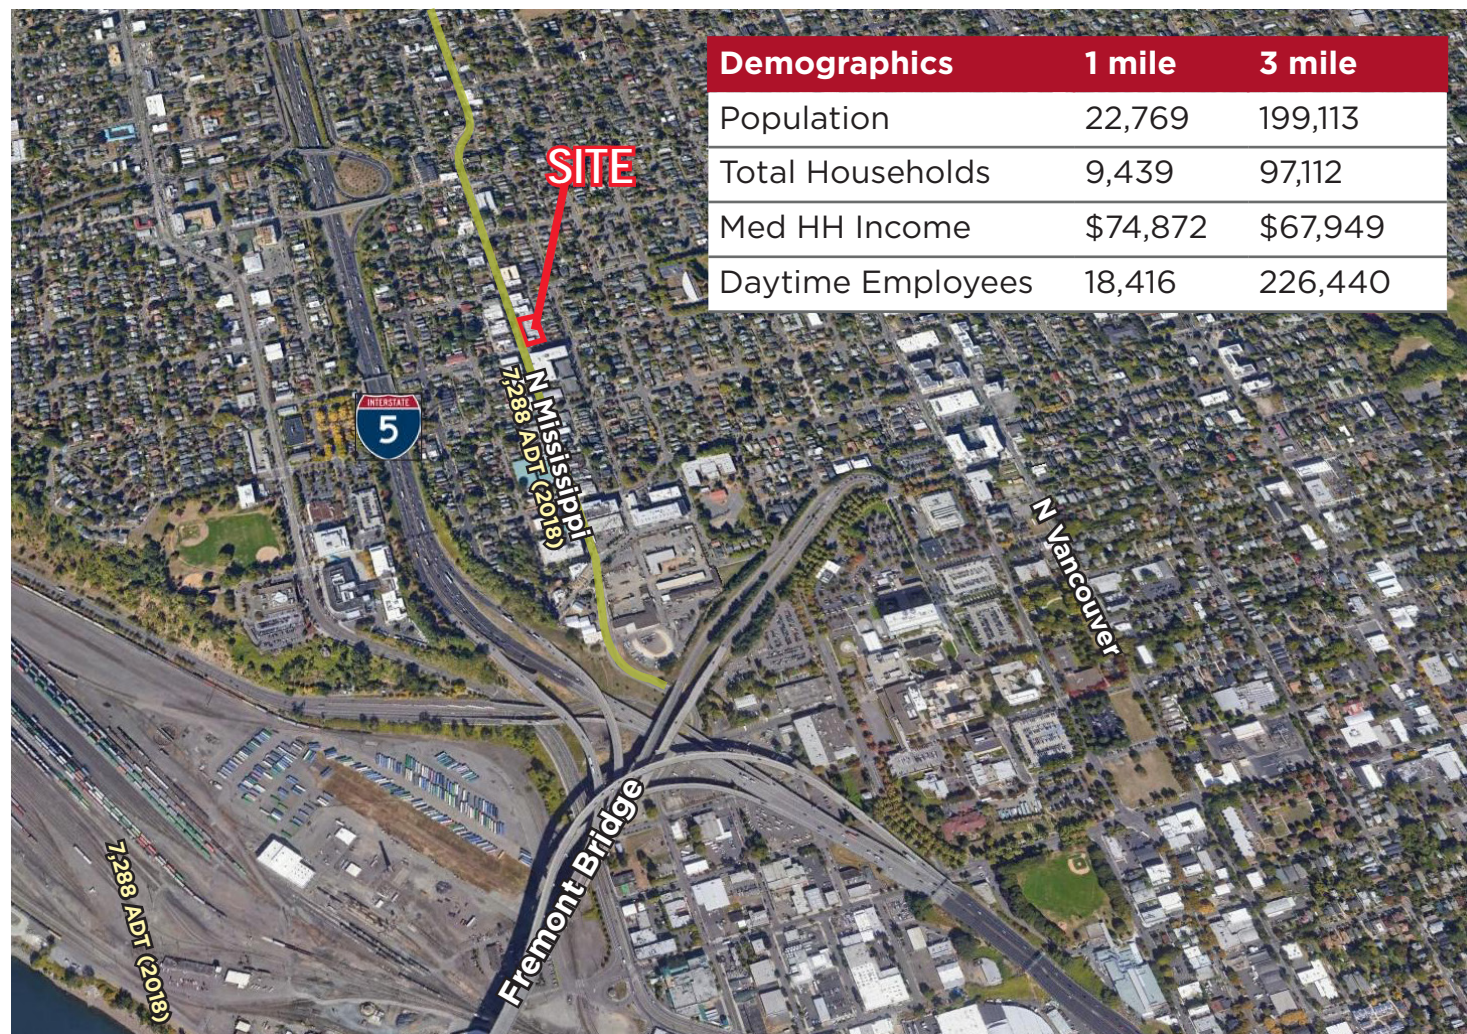 Demographics 1 mile 3 mile
Population 22,769 199,113
Total Households 9,439 97,112
Med HH Income $74,872 $67,949
Daytime Employees 18,416 226,440
SITE
INTERSTATE
5
N Mississippi
7,288 ADT (2018)
N Vancouver
Fremont Bridge
7,288 ADT (2018)